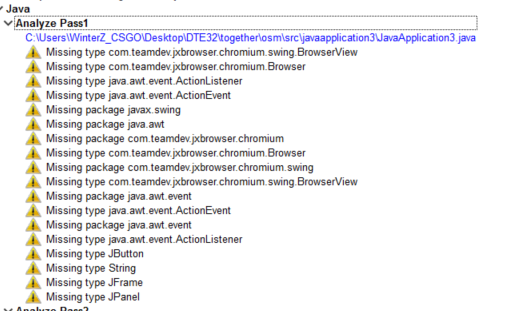 Java
Analyze Pass1
C:\Users\WinterZ_CSGO\Desktop\DTE32\together\osm\src\javaapplication3\JavaApplication3.java
Missing type com.teamdev.jxbrowser.chromium.swing.BrowserView
Missing type com.teamdev.jxbrowser.chromium.Browser
Missing type java.awt.event.ActionListener
Missing type java.awt.event.ActionEvent
Missing package javax.swing
Missing package java.awt
Missing package com.teamdev.jxbrowser.chromium
Missing type com.teamdev.jxbrowser.chromium.Browser
Missing package com.teamdev.jxbrowser.chromium.swing
Missing type com.teamdev.jxbrowser.chromium.swing.BrowserView
Missing package java.awt.event
Missing type java.awt.event.ActionEvent
Missing package java.awt.event
Missing type java.awt.event.ActionListener
Missing type JButton
Missing type String
Missing type JFrame
Missing type JPanel
Analyze Pass2